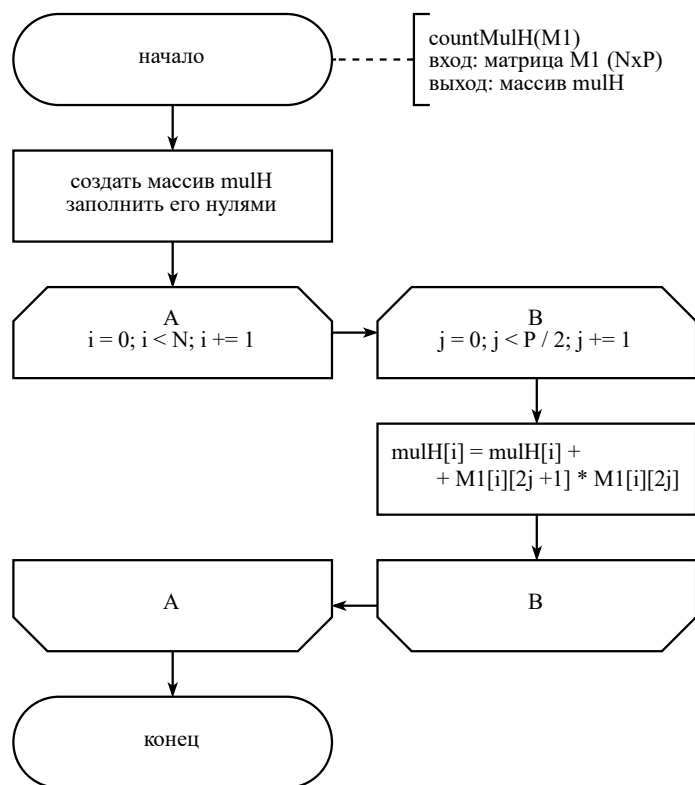 начало
countMulH(M1)
вход: матрица M1 (NxP)
выход: массив mulH
создать массив mulH
заполнить его нулями
A
i = 0; i < N; i += 1
B
j = 0; j < P / 2; j += 1
mulH[i] = mulH[i] +
+ M1[i][2j +1] * M1[i][2j]
A
B
конец